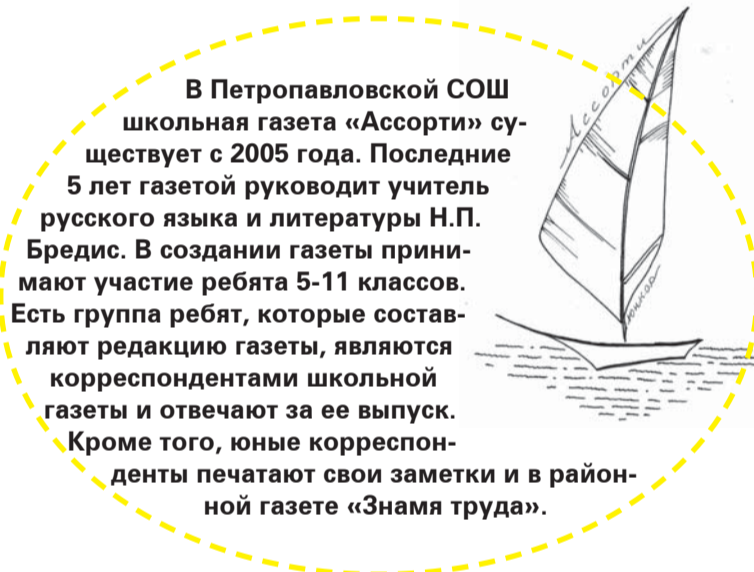 Ассорти
В Петропавловской СОШ
школьная газета «Ассорти» су-
ществует с 2005 года. Последние
5 лет газетой руководит учитель
русского языка и литературы Н.П.
Бредис. В создании газеты прини-
мают участие ребята 5-11 классов.
Есть группа ребят, которые состав-
ляют редакцию газеты, являются
корреспондентами школьной
газеты и отвечают за ее выпуск.
Кроме того, юные корреспон-
денты печатают свои заметки и в район-
ной газете «Знамя труда».
юнкор